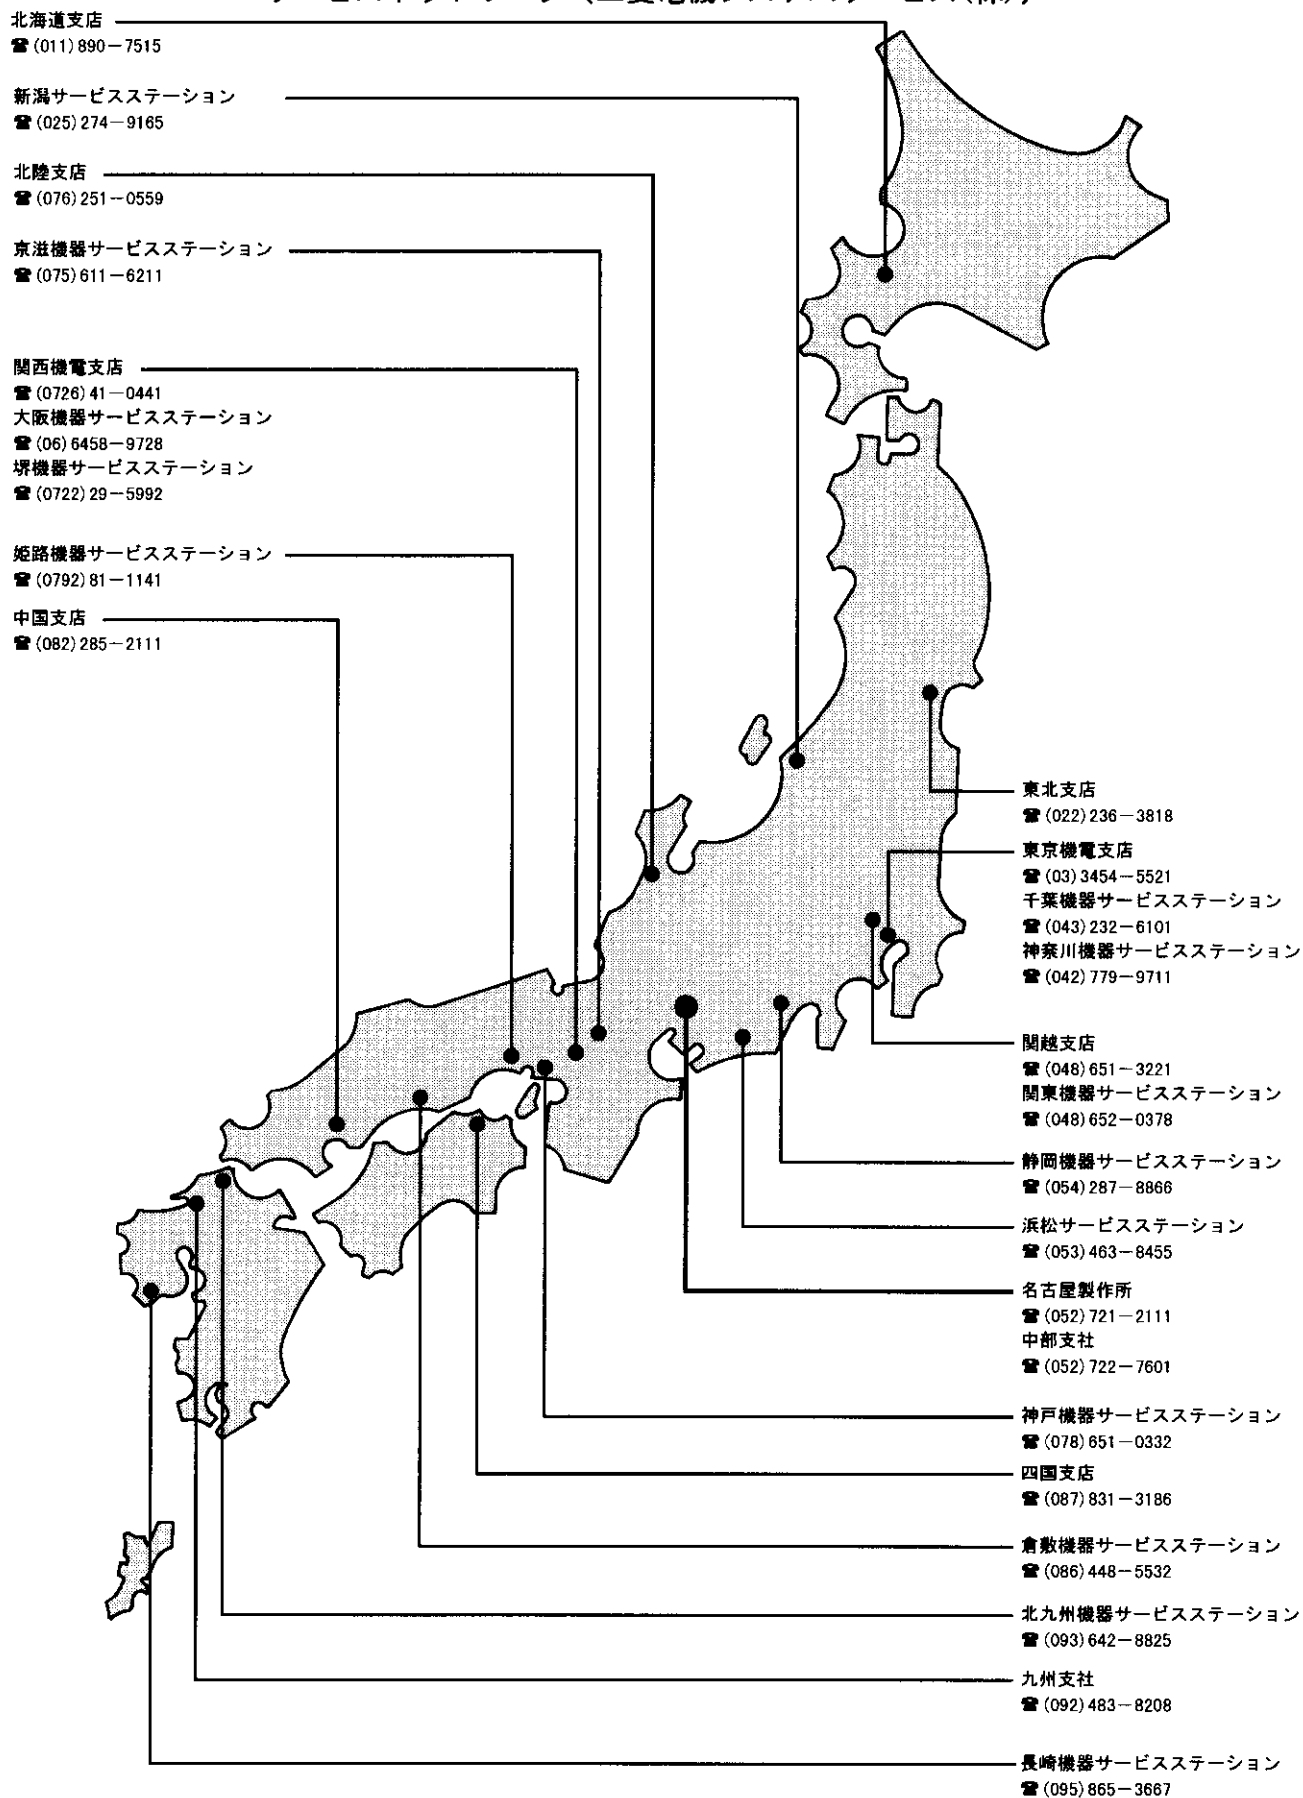 北海道支店
☎(011)890-7515
新潟サービスステーション
☎(025)274-9165
北陸支店
☎(076)251-0559
京滋機器サービスステーション
☎(075)611-6211
関西機電支店
☎(0726)41-0441
大阪機器サービスステーション
☎(06)6458-9728
堺機器サービスステーション
☎(0722)29-5992
姫路機器サービスステーション
☎(0792)81-1141
中国支店
☎(082)285-2111
東北支店
☎(022)236-3818
東京機電支店
☎(03)3454-5521
千葉機器サービスステーション
☎(043)232-6101
神奈川機器サービスステーション
☎(042)779-9711
関越支店
☎(048)651-3221
関東機器サービスステーション
☎(048)652-0378
静岡機器サービスステーション
☎(054)287-8866
浜松サービスステーション
☎(053)463-8455
名古屋製作所
☎(052)721-2111
中部支社
☎(052)722-7601
神戸機器サービスステーション
☎(078)651-0332
四国支店
☎(087)831-3186
倉敷機器サービスステーション
☎(086)448-5532
北九州機器サービスステーション
☎(093)642-8825
九州支社
☎(092)483-8208
長崎機器サービスステーション
☎(095)865-3667